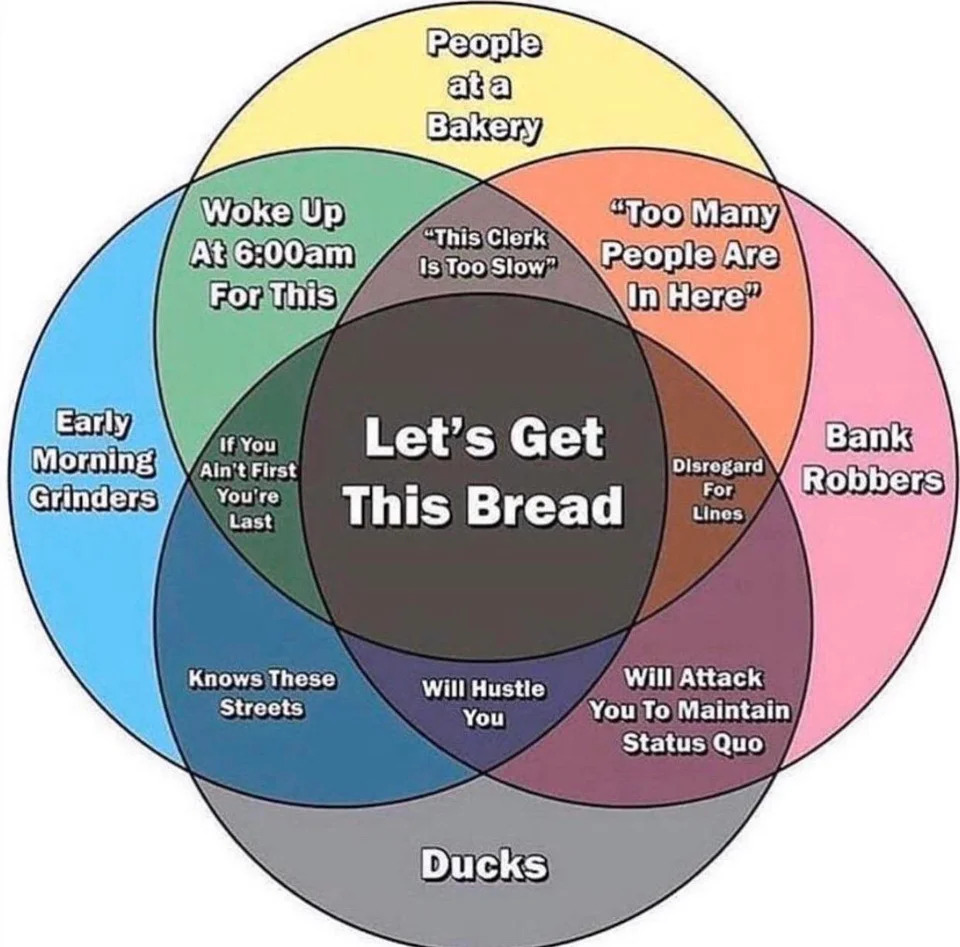 People
at a
Bakery
Woke Up
At 6:00am
For This
"This Clerk
Is Too Slow"
“Too Many
People Are
In Here”
Early
Morning
Grinders
If You
Ain't First
You're
Last
Let’s Get
This Bread
Disregard
For
Lines
Bank
Robbers
Knows These
Streets
Will Hustle
You
Will Attack
You To Maintain
Status Quo
Ducks